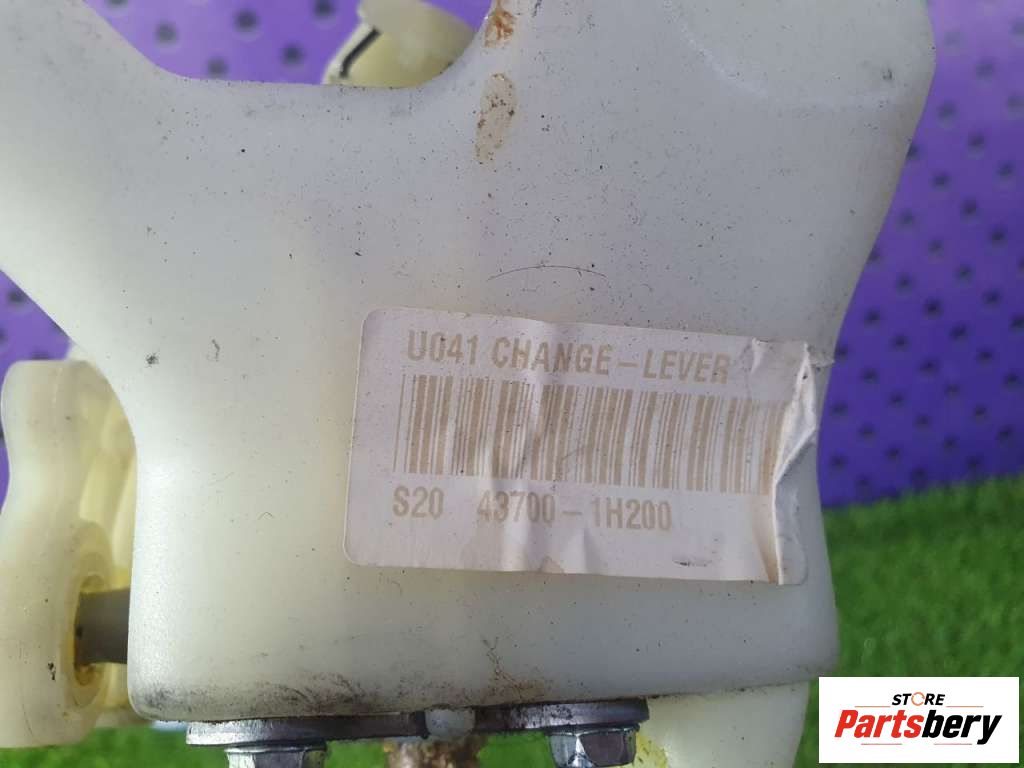 U041 CHANGE-LEVER
S20 43700-1H200
STORE
Partsbery